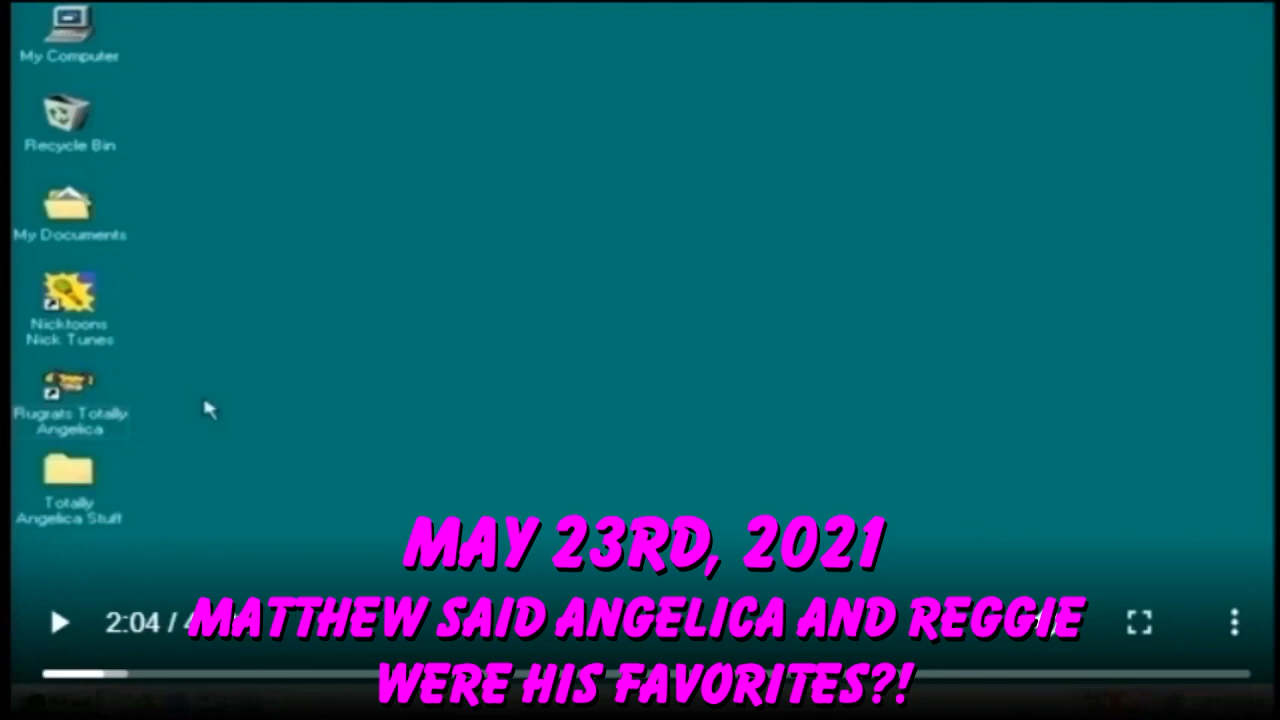 My Computer
Recycle Bin
My Documents
Nicktoons
Nick Tunes
Rugrats Totally
Angelica
Totally
Angelica Stuff
MAY 23RD, 2021
2:04 /
MATTHEW SAID ANGELICA AND REGGIE
WERE HIS FAVORITES?!